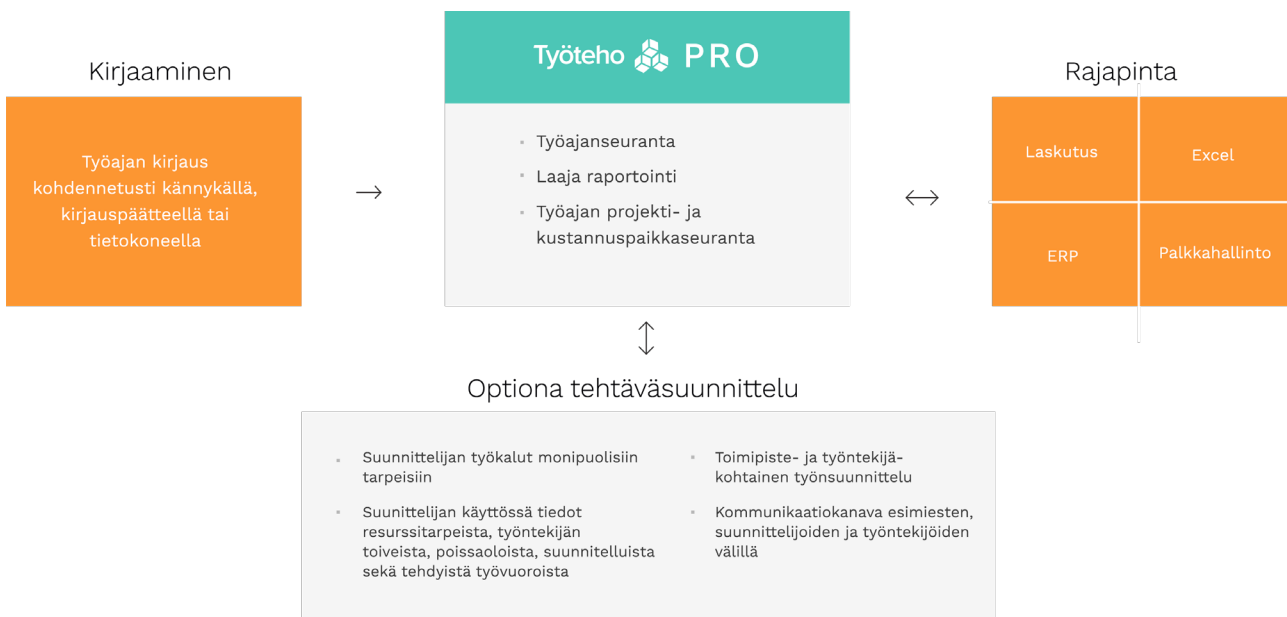 Kirjaaminen
Työajan kirjaus
kohdennetusti kännykällä,
kirjauspäätteellä tai
tietokoneella
Työteho PRO
Työajanseuranta
Laaja raportointi
Työajan projekti- ja
kustannuspaikkaseuranta
Rajapinta
Laskutus
Excel
ERP
Palkkahallinto
Optiona tehtäväsuunnittelu
Suunnittelijan työkalut monipuolisiin
tarpeisiin
Suunittelijan käyttössä tiedot
resurssitarpeista, työntekijän
toiveista, poissaoloista, suunnitelluista
sekä tehdyistä työvuoroista
Toimipiste- ja työntekijä-
kohtainen työnsuunnittelu
Kommunikaatiokanava esimiesten,
suunnittelijoiden ja työntekijöiden
välillä